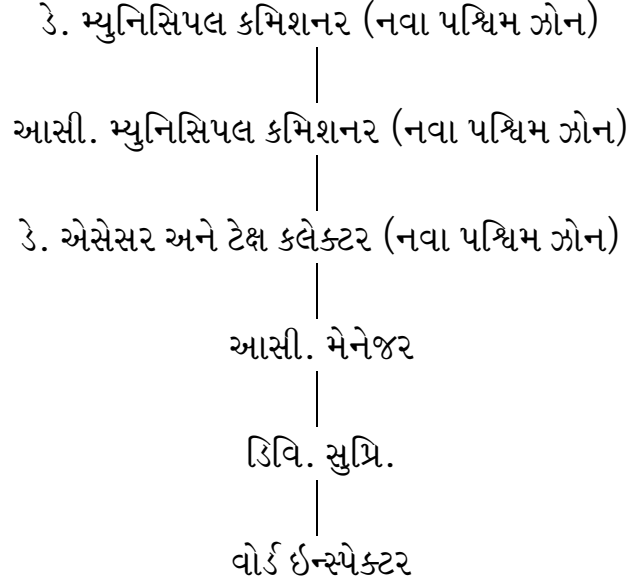 ડે. મ્યુનિસિપલ કમિશનર (નવા પશ્ચિમ ઝોન)
આસી. મ્યુનિસિપલ કમિશનર (નવા પશ્ચિમ ઝોન)
ડે. એસેસર અને ટેક્ષ કલેક્ટર (નવા પશ્ચિમ ઝોન)
આસી. મેનેજર
ડિવિ. સુપ્રિ.
વોર્ડ ઇન્સ્પેક્ટર